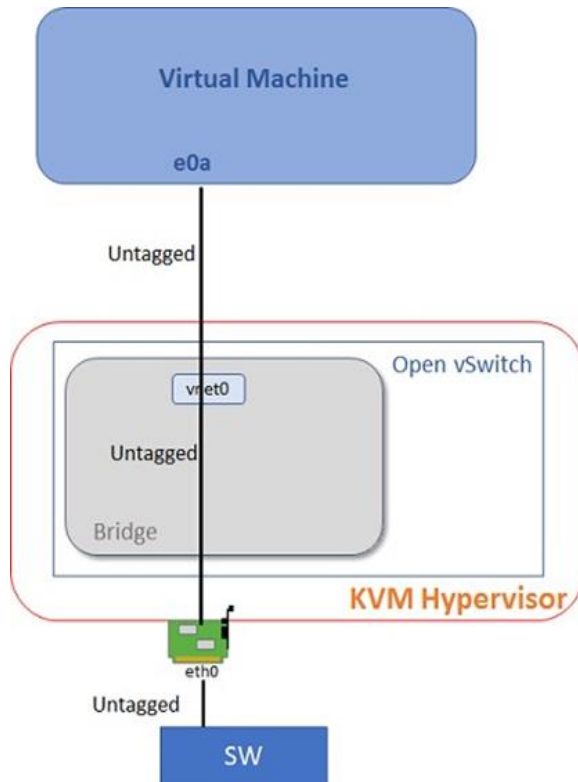 Virtual Machine
e0a
Untagged
Open vSwitch
vnet0
Untagged
Bridge
KVM Hypervisor
eth0
Untagged
SW